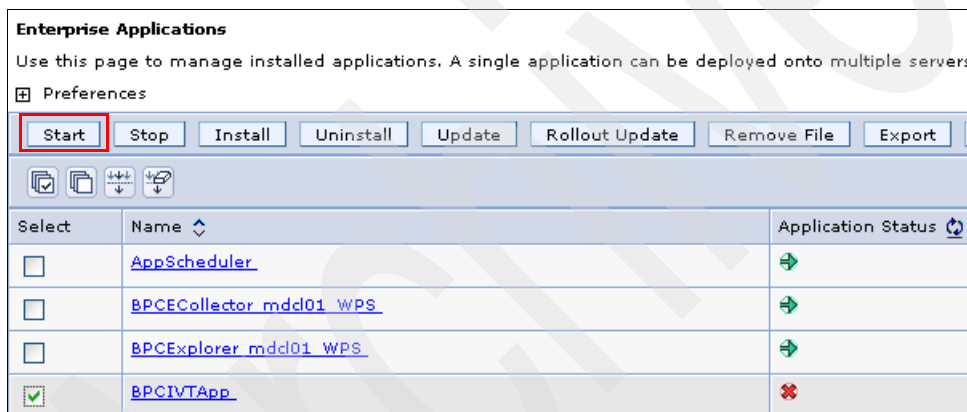 Enterprise Applications
Use this page to manage installed applications. A single application can be deployed onto multiple servers
Preferences
Start Stop Install Uninstall Update Rollout Update Remove File Export
Select Name Application Status
AppScheduler
BPCECollector_mdcl01_WPS
BPCExplorer_mdcl01_WPS
BPCIVTApp